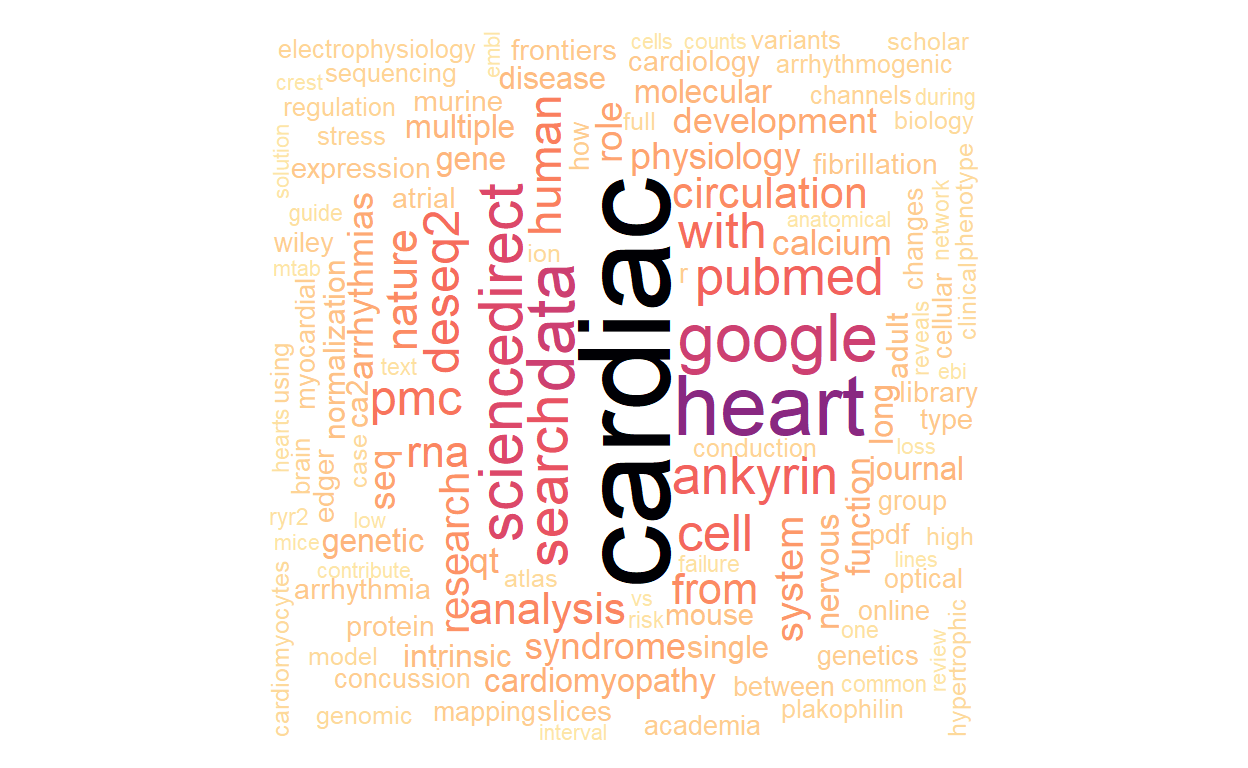 electrophysiology
embl
frontiers
cells
counts
variants
scholar
crest
sequencing
disease
cardiology
arrhythmogenic
regulation
murine
molecular
channels
during
solution
stress
multiple
how
role
full
development
biology
expression
gene
human
physiology
fibrillation
clinicalphenotype
guide
atrial
sciencedirect
cardiac
circulation
anatomical
changes
network
wiley
arrhythmias
nature
deseq2
ion
with
calcium
cellular
mtab
myocardial
normalization
searchdata
r
pubmed
reveals
hearts
using
ca2
text
google
adult
ebi
pmc
heart
long
library
type
brain
edger
case
seq
rna
conduction
loss
ankyrin
journal
ryr2
low
research
function
group
mice
genetic
qt
cell
system
nervous
pdf
high
cardiomyocytes
contribute
atlas
failure
lines
arrhythmia
analysis
vs
from
optical
hypertrophic
protein
risk
mouse
online
model
intrinsic
syndrome
single
one
genetics
review
concussion
cardiomyopathy
between
common
genomic
mapping
slices
interval
academia
plakophilin